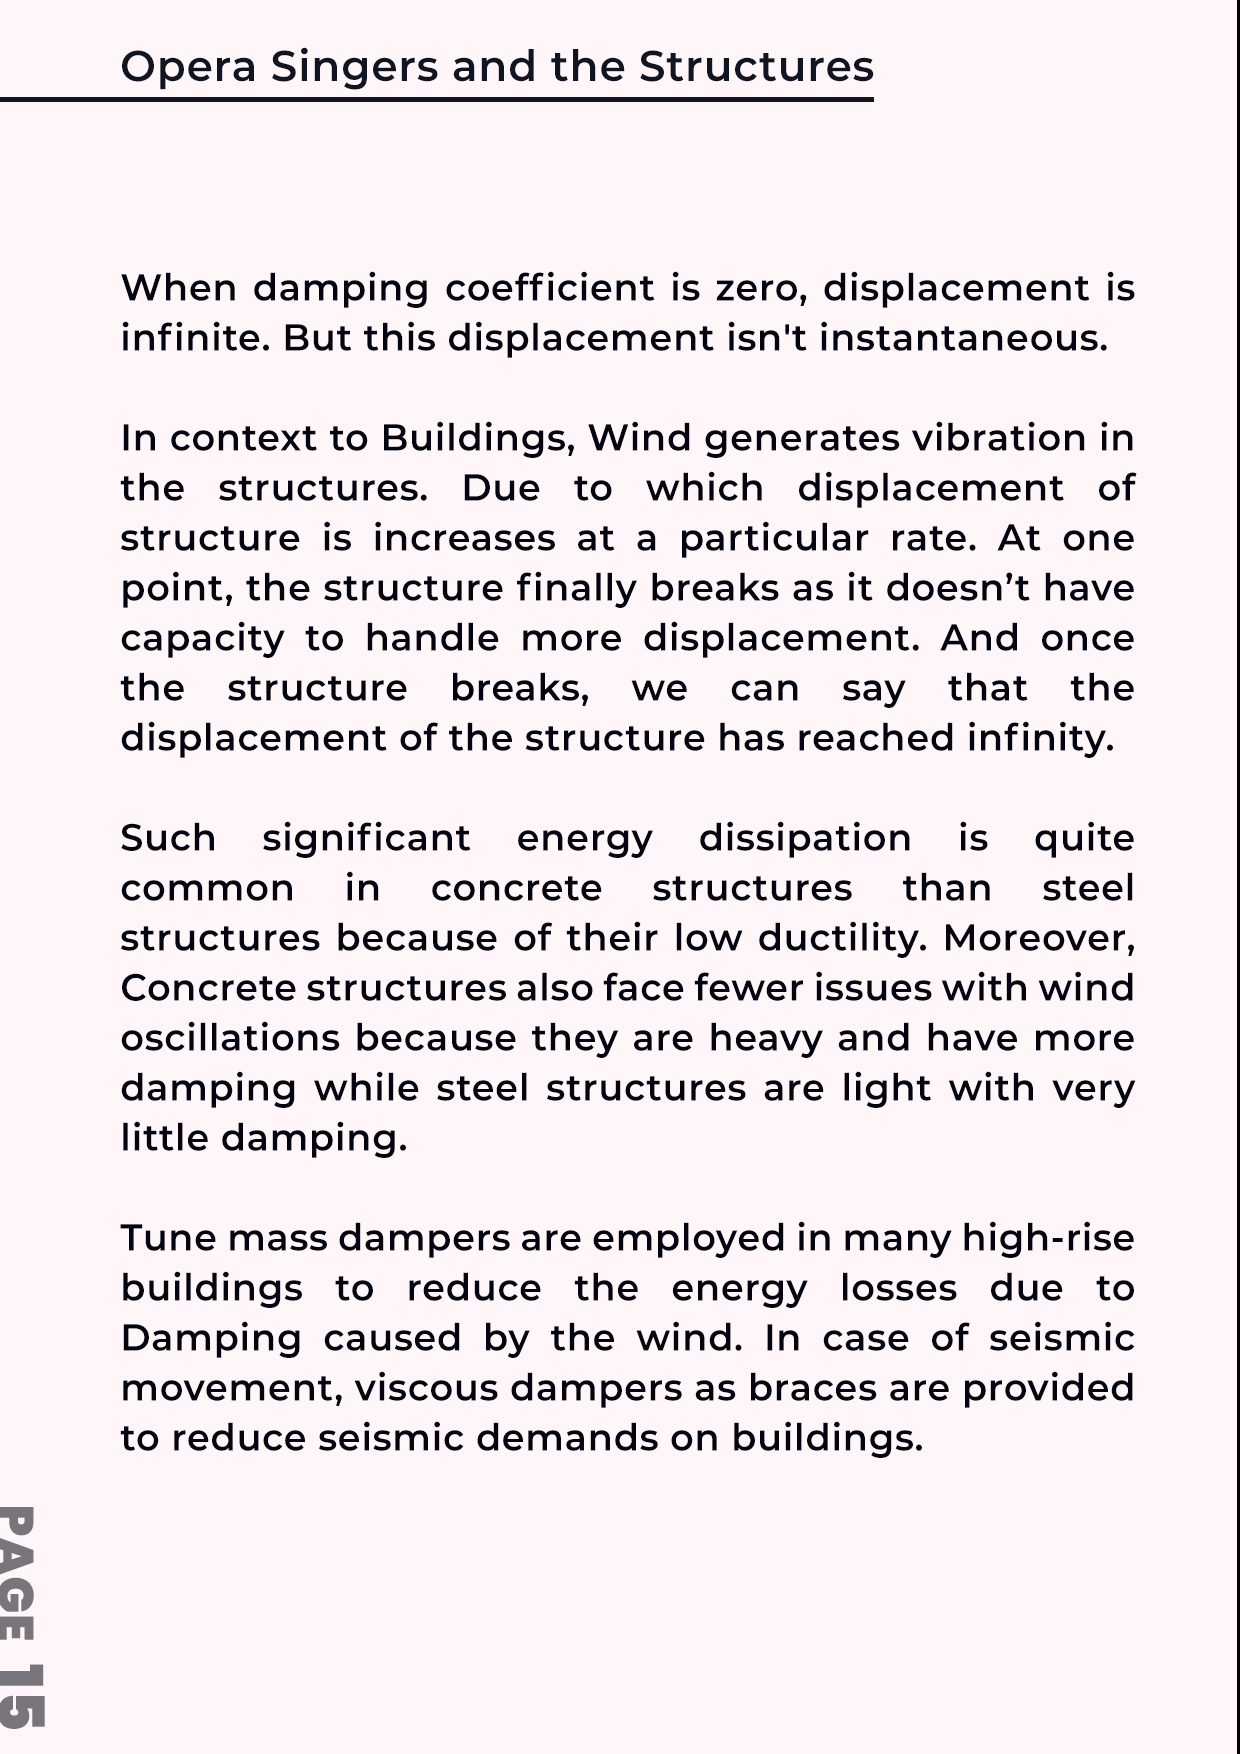 Opera Singers and the Structures
When damping coefficient is zero, displacement is
infinite. But this displacement isn't instantaneous.
In context to Buildings, Wind generates vibration in
the structures. Due to which displacement of
structure is increases at a particular rate. At one
point, the structure finally breaks as it doesn’t have
capacity to handle more displacement. And once
the structure breaks, we can say that the
displacement of the structure has reached infinity.
Such significant energy dissipation is quite
common in concrete structures than steel
structures because of their low ductility. Moreover,
Concrete structures also face fewer issues with wind
oscillations because they are heavy and have more
damping while steel structures are light with very
little damping.
Tune mass dampers are employed in many high-rise
buildings to reduce the energy losses due to
Damping caused by the wind. In case of seismic
movement, viscous dampers as braces are provided
to reduce seismic demands on buildings.
PAGE 15